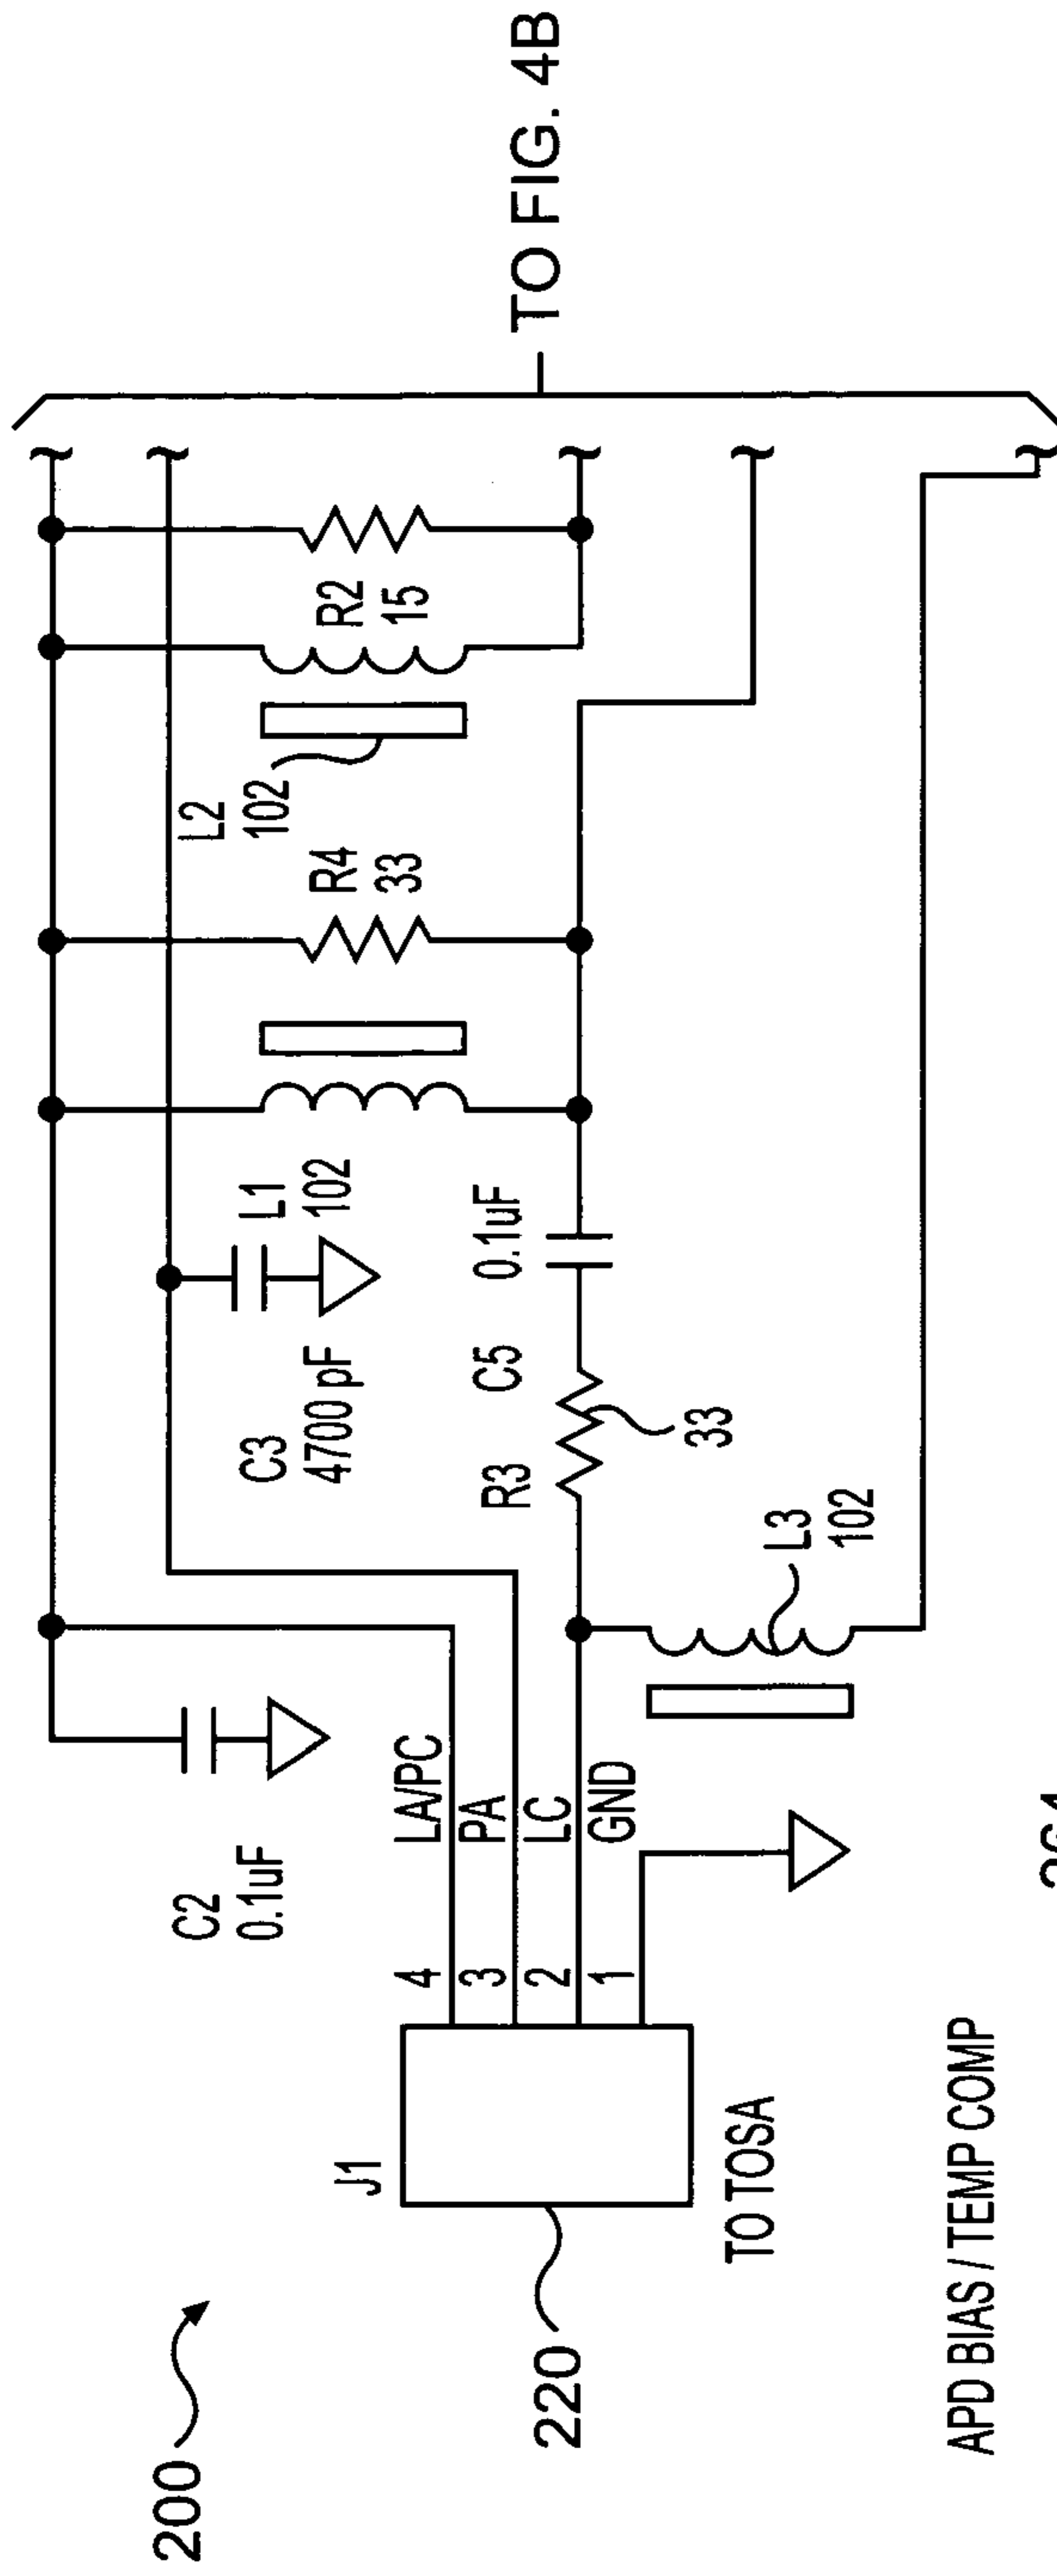 200
220
J1
TO TOSA
4
3
2
1
LA/PC
PA
LC
GND
C2
0.1uF
C3
4700 pF
L1
102
R3
33
C5
0.1uF
L3
102
R4
33
L2
102
R2
15
TO FIG. 4B
APD BIAS / TEMP COMP